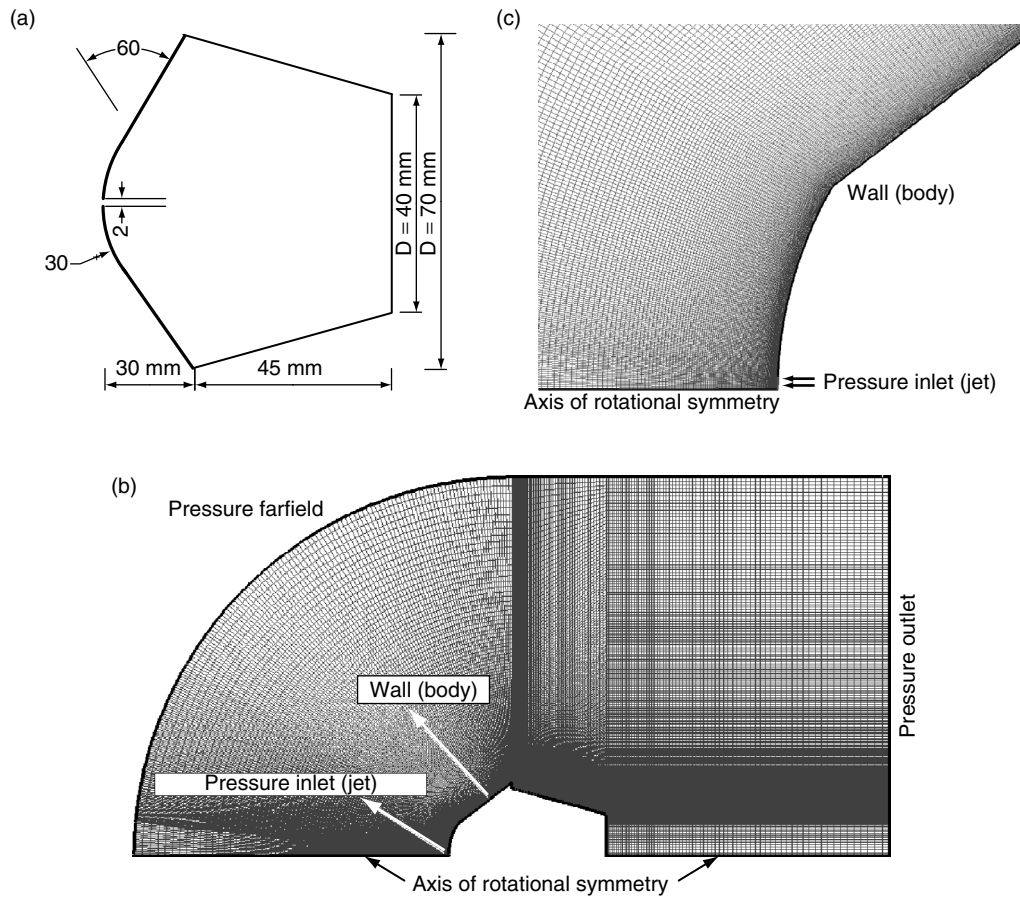 (a)
60
2
30
D = 40 mm
D = 70 mm
30 mm
45 mm
(c)
Wall (body)
Pressure inlet (jet)
Axis of rotational symmetry
(b)
Pressure farfield
Wall (body)
Pressure inlet (jet)
Pressure outlet
Axis of rotational symmetry